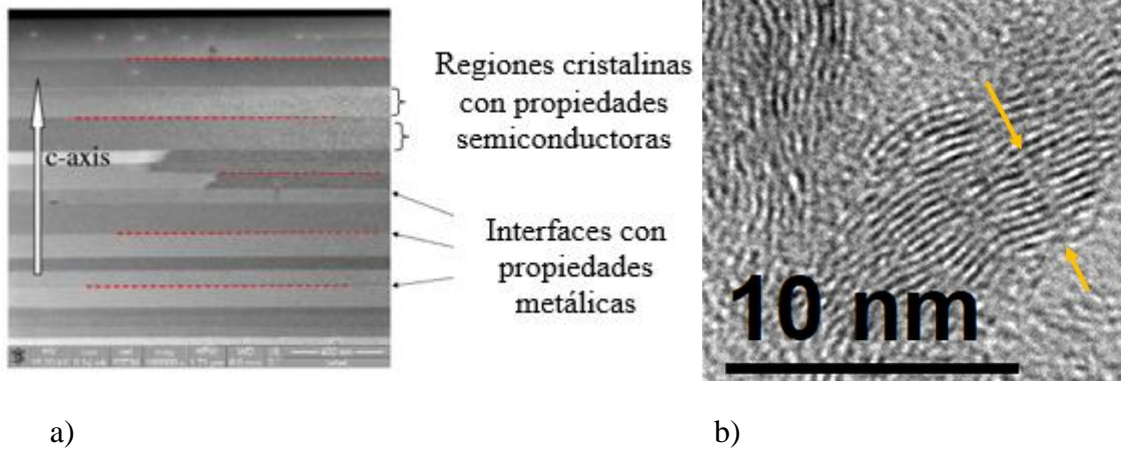 c-axis
Regiones cristalinas
con propiedades
semiconductoras
Interfaces con
propiedades
metálicas
10 nm
a)
b)